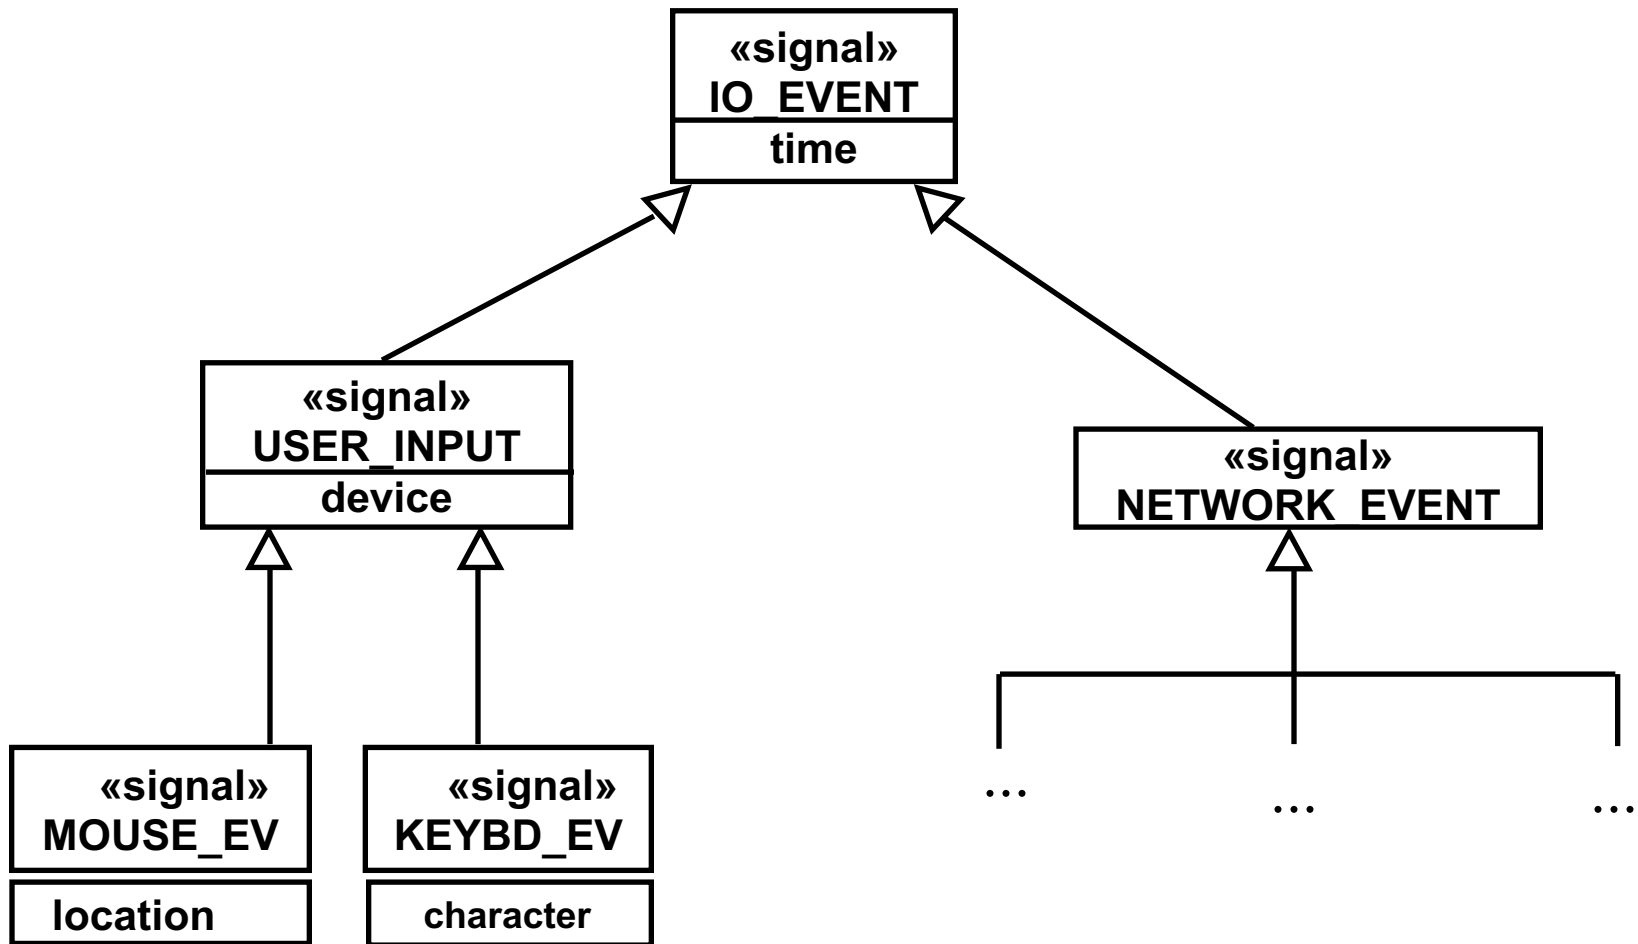 «signal»
IO_EVENT
time
«signal»
USER_INPUT
device
«signal»
NETWORK_EVENT
«signal»
MOUSE_EV
location
«signal»
KEYBD_EV
character
...
...
...